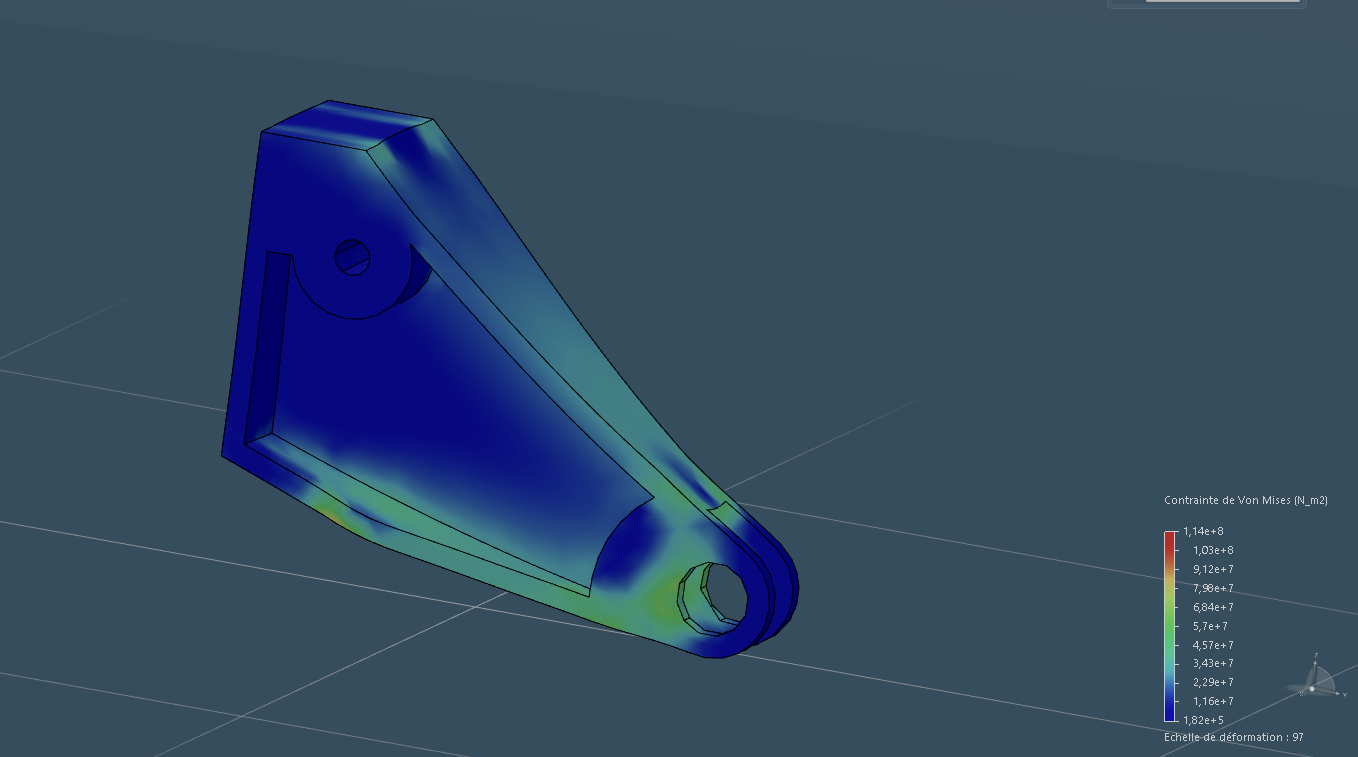 Contrainte de Von Mises (N_m2)
1,14e+8
1,03e+8
9,12e+7
7,98e+7
6,84e+7
5,7e+7
4,57e+7
3,43e+7
2,29e+7
1,16e+7
1,82e+5
Echelle de déformation : 97
z
x
y